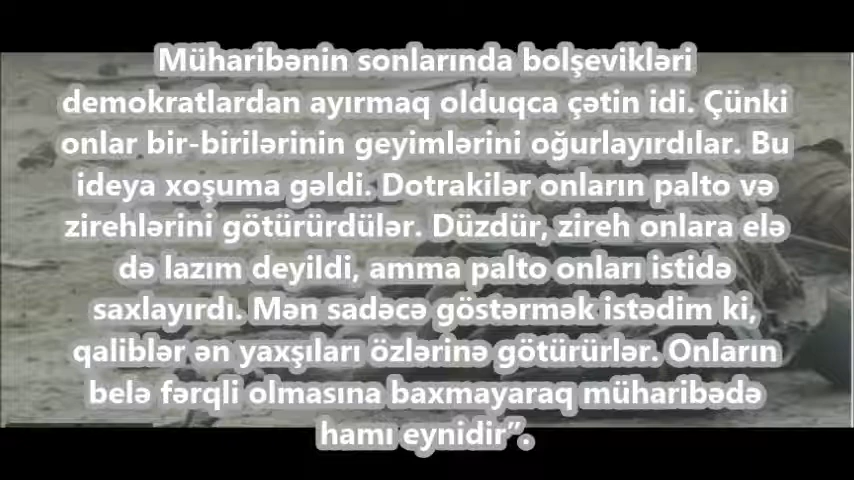 Müharibənin sonlarında bolşevikləri
demokratlardan ayırmaq olduqca çətin idi. Çünki
onlar bir-birilərinin geyimlərini oğurlayırdılar. Bu
ideya xoşuma gəldi. Dotrakilər onların palto və
zirehlərini götürürdülər. Düzdür, zireh onlara elə
də lazım deyildi, amma palto onları istidə
saxlayırdı. Mən sadəcə göstərmək istədim ki,
qaliblər ən yaxşıları özlərinə götürürlər. Onların
belə fərqli olmasına baxmayaraq müharibədə
hamı eynidir”.